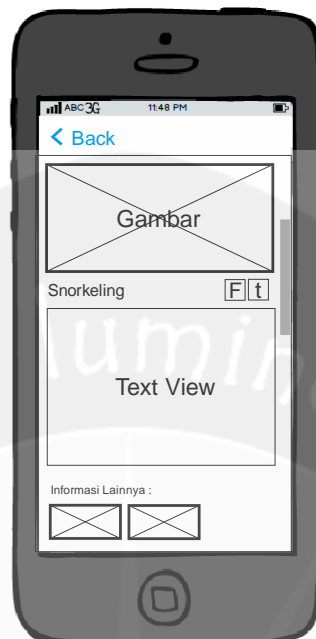 ABC 3G 11:48 PM
Back
Gambar
Snorkeling F t
Text View
Informasi Lainnya :